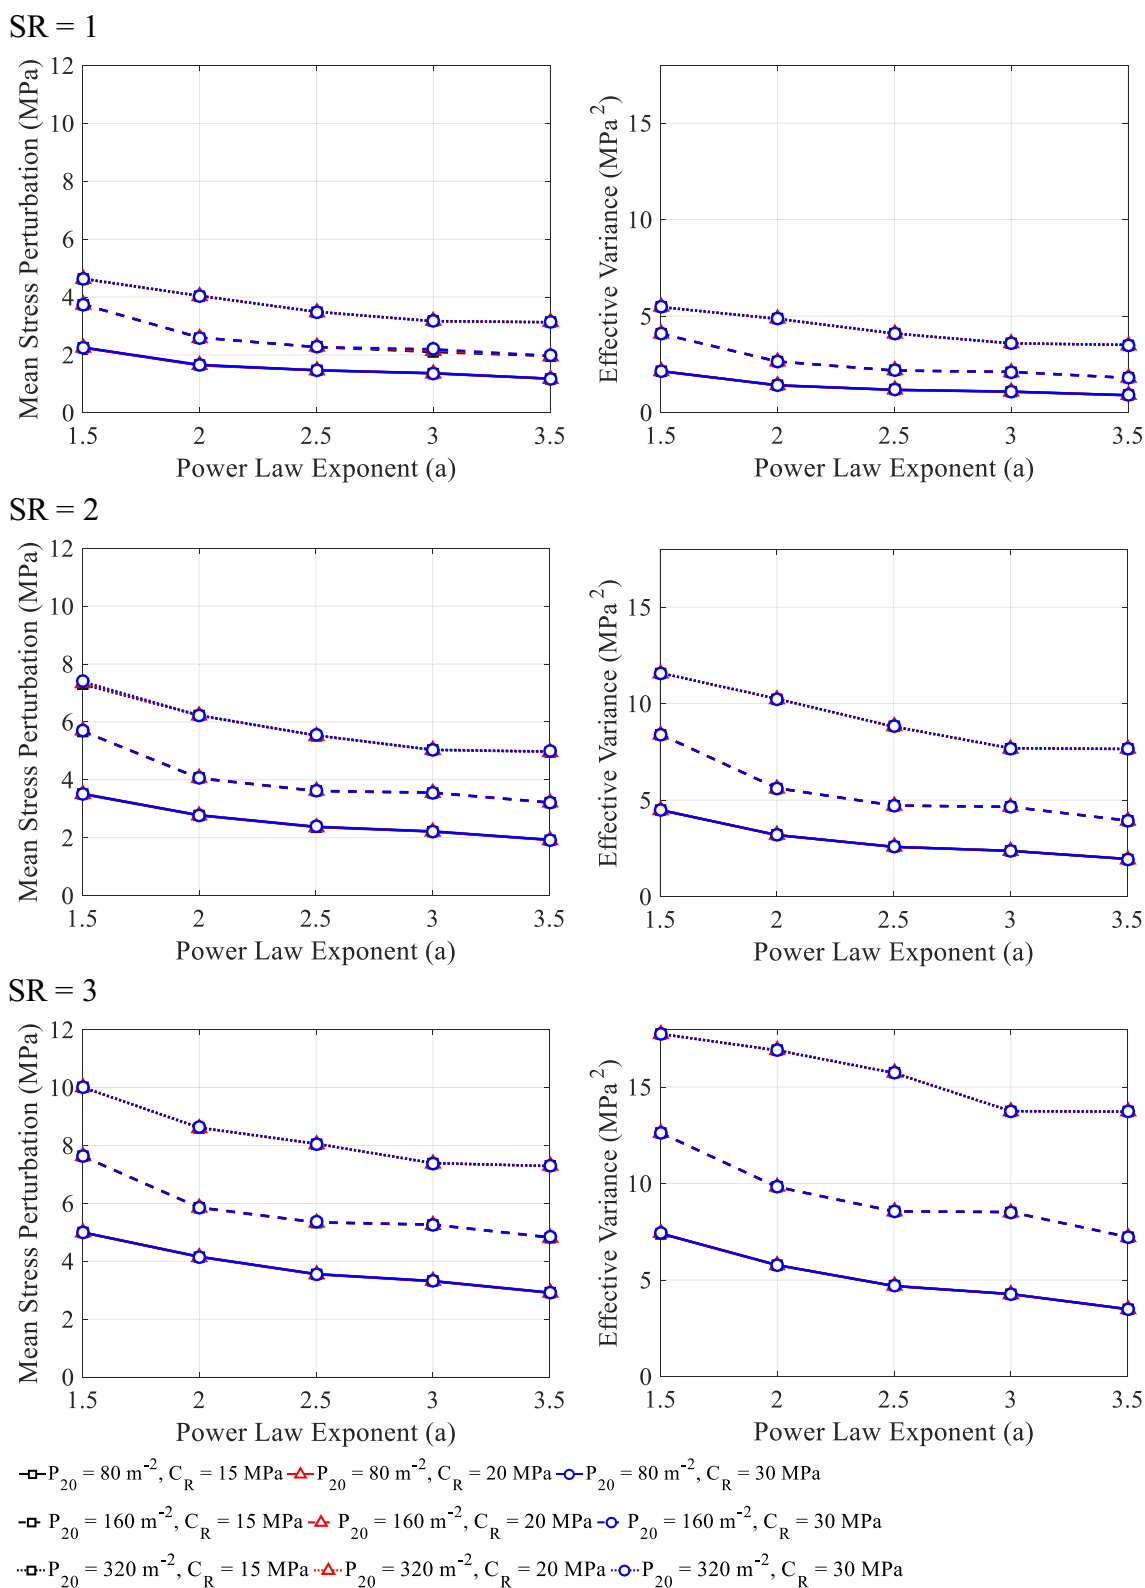 SR = 1
Mean Stress Perturbation (MPa)
12
10
8
6
4
2
0
1.5 2 2.5 3 3.5
Power Law Exponent (a)
Effective Variance (MPa²)
15
10
5
0
1.5 2 2.5 3 3.5
Power Law Exponent (a)
SR = 2
Mean Stress Perturbation (MPa)
12
10
8
6
4
2
0
1.5 2 2.5 3 3.5
Power Law Exponent (a)
Effective Variance (MPa²)
15
10
5
0
1.5 2 2.5 3 3.5
Power Law Exponent (a)
SR = 3
Mean Stress Perturbation (MPa)
12
10
8
6
4
2
0
1.5 2 2.5 3 3.5
Power Law Exponent (a)
Effective Variance (MPa²)
15
10
5
0
1.5 2 2.5 3 3.5
Power Law Exponent (a)
P₂₀ = 80 m⁻², C_R = 15 MPa P₂₀ = 80 m⁻², C_R = 20 MPa P₂₀ = 80 m⁻², C_R = 30 MPa
P₂₀ = 160 m⁻², C_R = 15 MPa P₂₀ = 160 m⁻², C_R = 20 MPa P₂₀ = 160 m⁻², C_R = 30 MPa
P₂₀ = 320 m⁻², C_R = 15 MPa P₂₀ = 320 m⁻², C_R = 20 MPa P₂₀ = 320 m⁻², C_R = 30 MPa